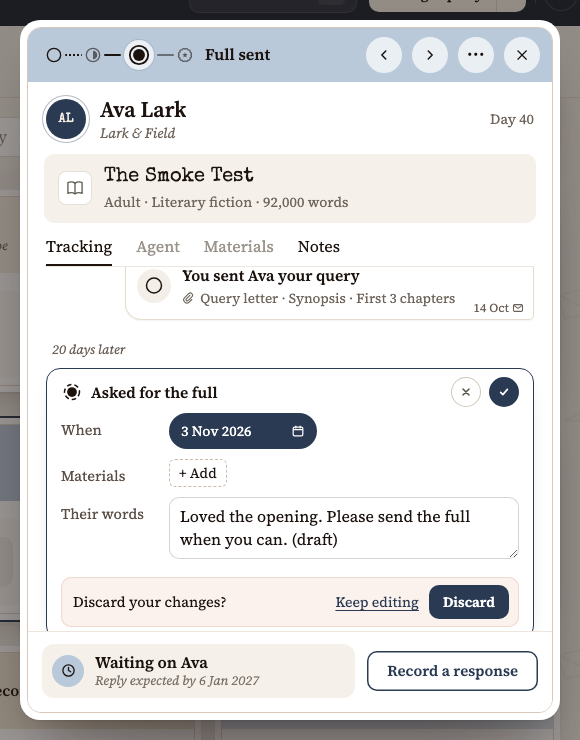 Full sent
AL
Ava Lark
Lark & Field
Day 40
The Smoke Test
Adult · Literary fiction · 92,000 words
Tracking
Agent
Materials
Notes
You sent Ava your query
Query letter · Synopsis · First 3 chapters
14 Oct
20 days later
Asked for the full
When
3 Nov 2026
Materials
+ Add
Their words
Loved the opening. Please send the full
when you can. (draft)
Discard your changes?
Keep editing
Discard
Waiting on Ava
Reply expected by 6 Jan 2027
Record a response